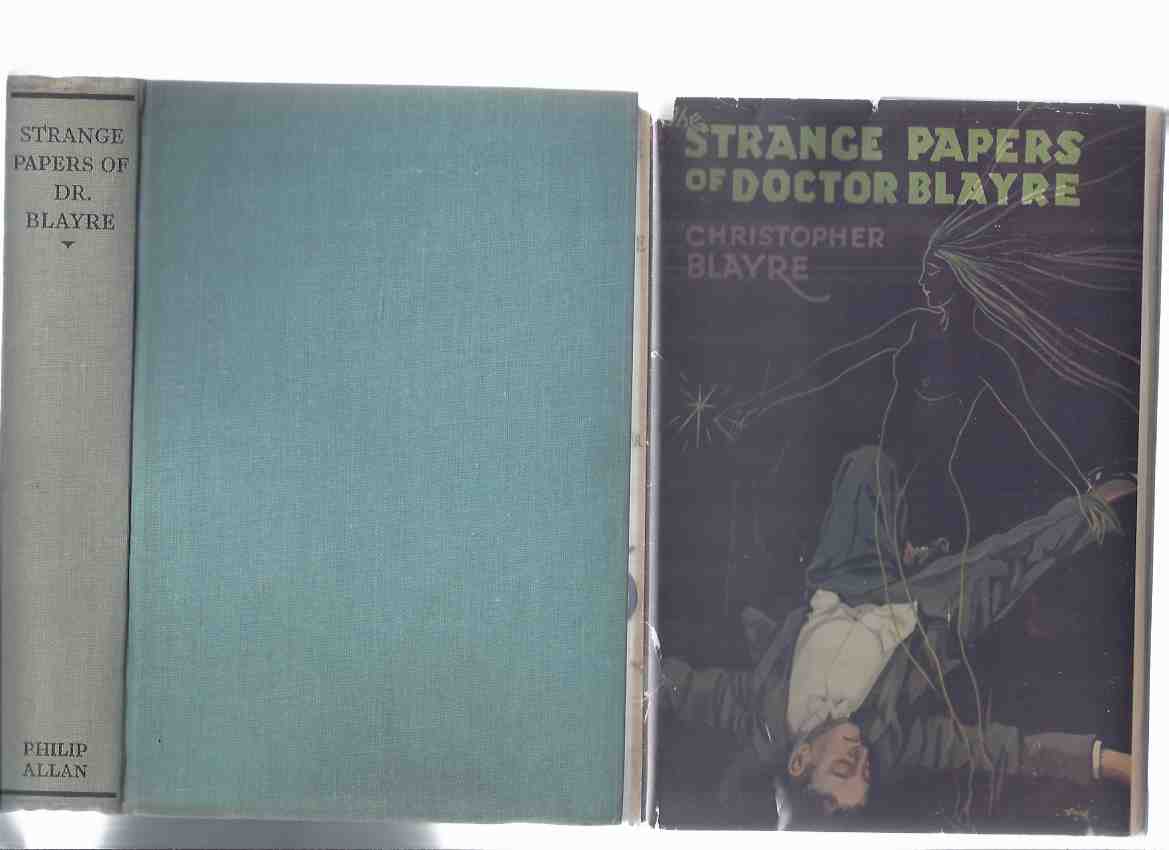 STRANGE
PAPERS OF
DR.
BLAYRE
PHILIP
ALLAN
The
STRANGE PAPERS
OF DOCTOR BLAYRE
CHRISTOPHER
BLAYRE